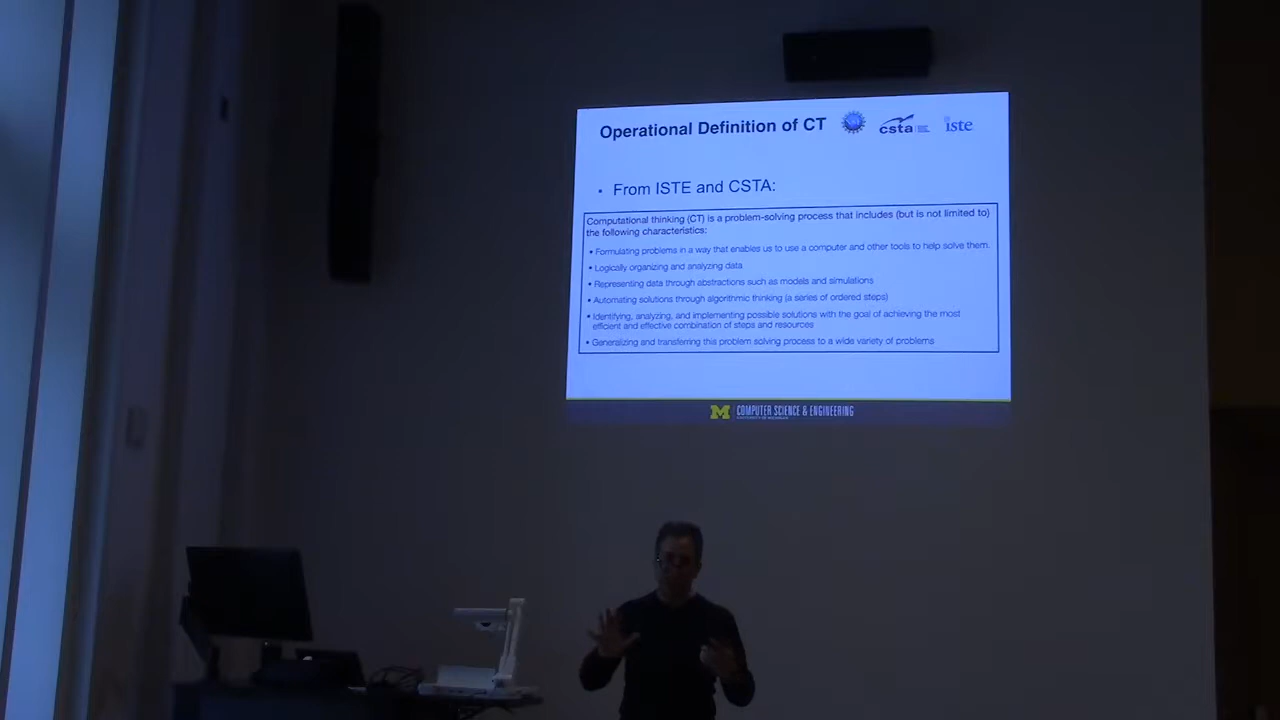 Operational Definition of CT
csta
iste
• From ISTE and CSTA:
Computational thinking (CT) is a problem-solving process that includes (but is not limited to)
the following characteristics:
• Formulating problems in a way that enables us to use a computer and other tools to help solve them.
• Logically organizing and analyzing data
• Representing data through abstractions such as models and simulations
• Automating solutions through algorithmic thinking (a series of ordered steps)
• Identifying, analyzing, and implementing possible solutions with the goal of achieving the most
efficient and effective combination of steps and resources
• Generalizing and transferring this problem solving process to a wide variety of problems
M COMPUTER SCIENCE & ENGINEERING
UNIVERSITY OF MICHIGAN